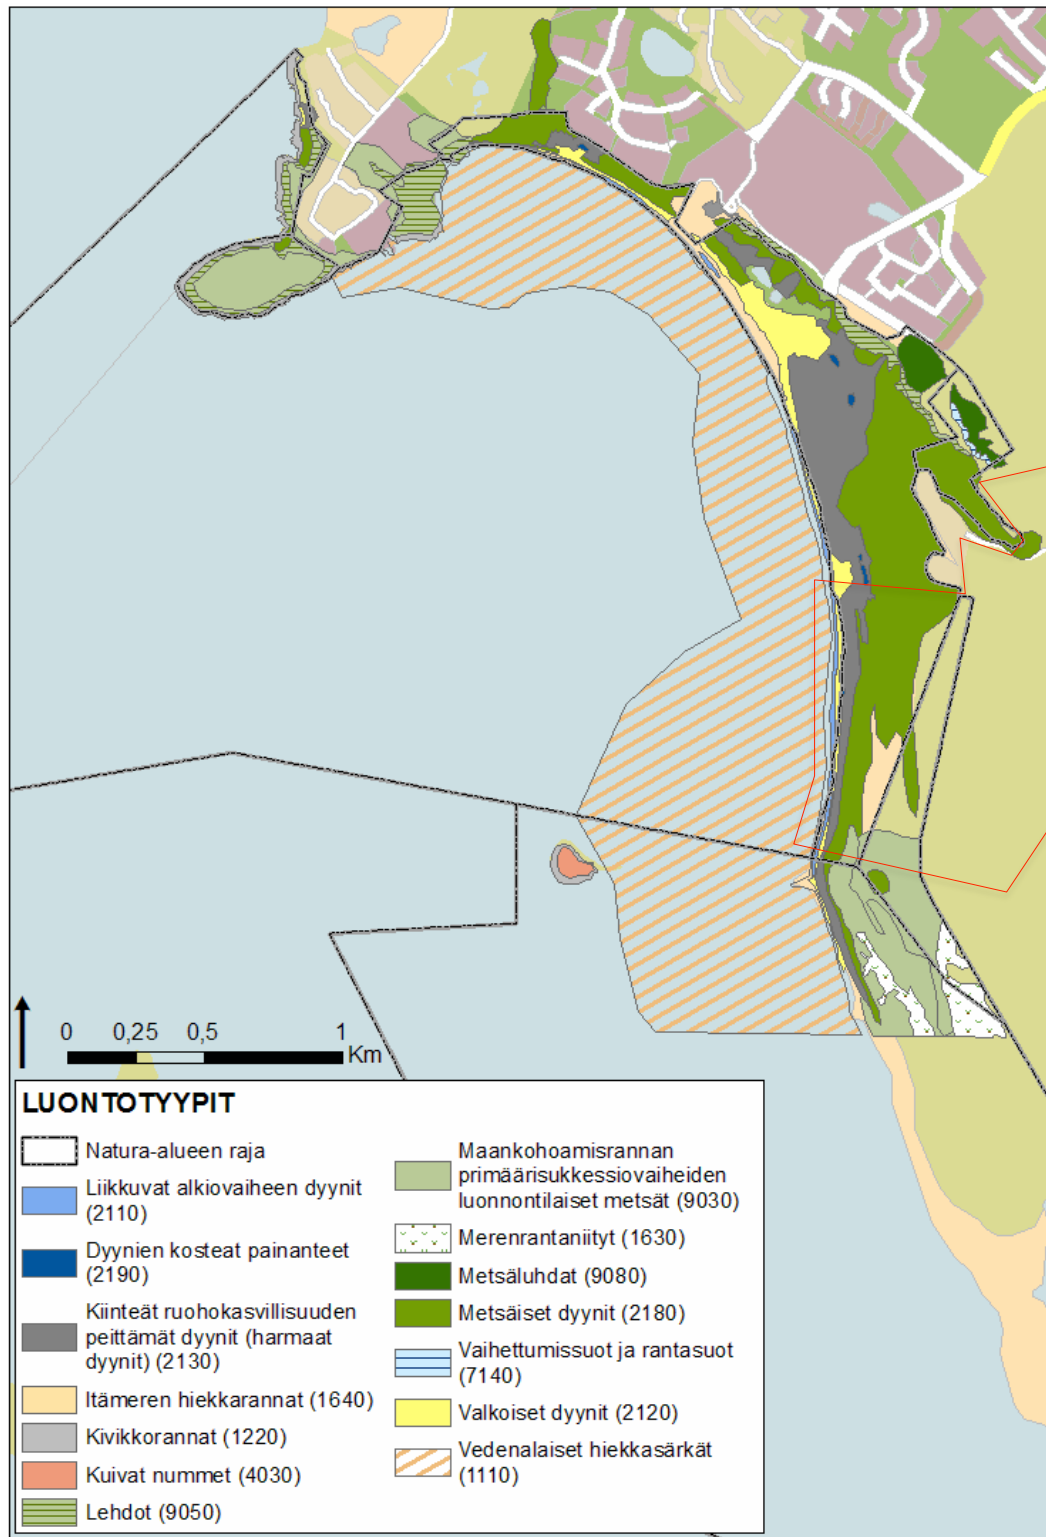 0 0,25 0,5 1
Km
LUONTOTYYPIT
Natura-alueen raja
Liikkuvat alkiovaiheen dyynit
(2110)
Dyynien kosteat painanteet
(2190)
Kiinteät ruohokasvillisuuden
peittämät dyynit (harmaat
dyynit) (2130)
Itämeren hiekkarannat (1640)
Kivikkorannat (1220)
Kuivat nummet (4030)
Lehdot (9050)
Maankohoamisrannan
primäärisukkessiovaiheiden
luonnontilaiset metsät (9030)
Merenrantaniityt (1630)
Metsäluhdat (9080)
Metsäiset dyynit (2180)
Vaihettumissuot ja rantasuot
(7140)
Valkoiset dyynit (2120)
Vedenalaiset hiekkasärkät
(1110)